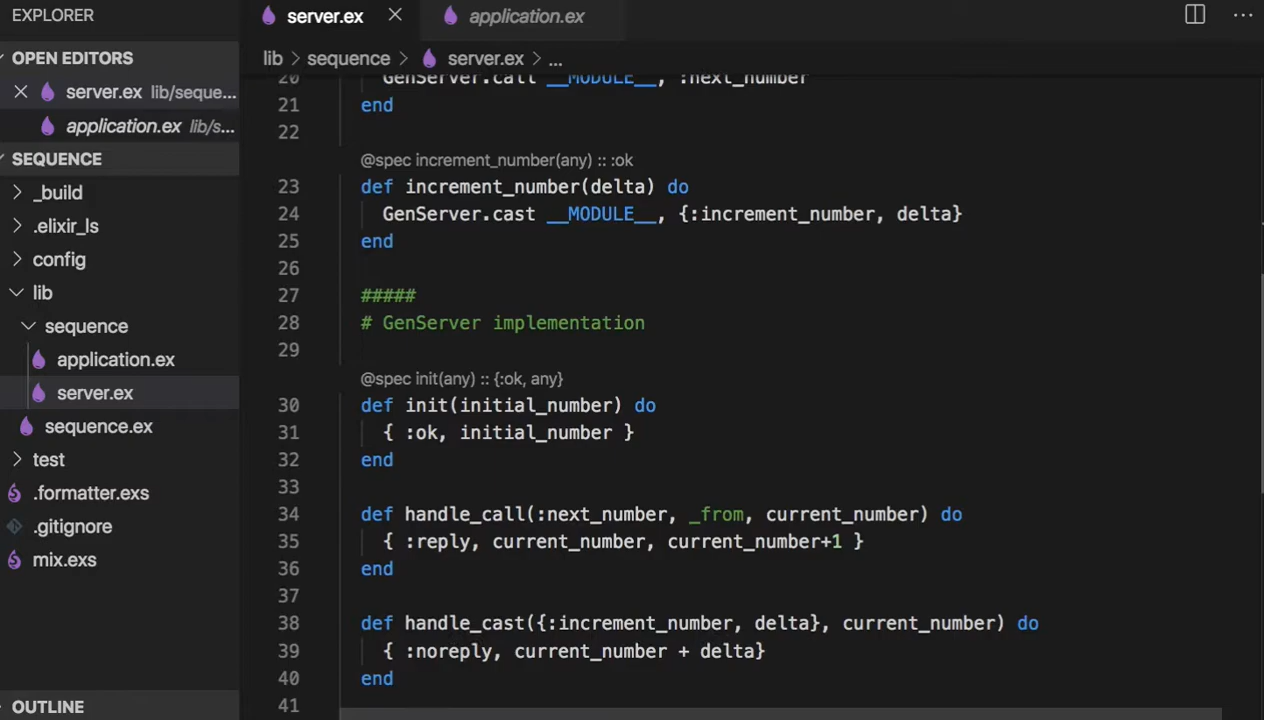 EXPLORER
OPEN EDITORS
server.ex lib/seque...
application.ex lib/s...
SEQUENCE
_build
.elixir_ls
config
lib
sequence
application.ex
server.ex
sequence.ex
test
.formatter.exs
.gitignore
mix.exs
OUTLINE
server.ex application.ex
lib > sequence > server.ex > ...
20 GenServer.call __MODULE__, :next_number
21 end
22
@spec increment_number(any) :: :ok
23 def increment_number(delta) do
24 GenServer.cast __MODULE__, {:increment_number, delta}
25 end
26
27 #####
28 # GenServer implementation
29
@spec init(any) :: {:ok, any}
30 def init(initial_number) do
31 { :ok, initial_number }
32 end
33
34 def handle_call(:next_number, _from, current_number) do
35 { :reply, current_number, current_number+1 }
36 end
37
38 def handle_cast({:increment_number, delta}, current_number) do
39 { :noreply, current_number + delta}
40 end
41